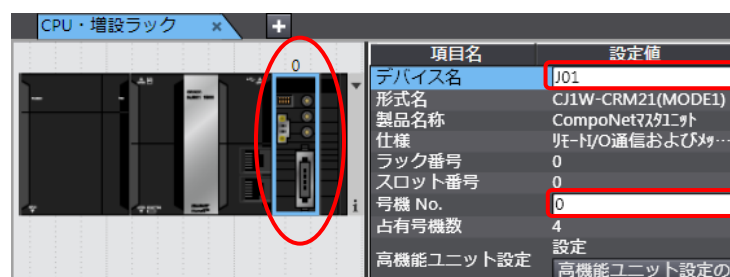 CPU・増設ラック × +
0
i
項目名 設定値
デバイス名 J01
形式名 CJ1W-CRM21(MODE1)
製品名称 CompoNetﾏｽﾀﾕﾆｯﾄ
仕様 ﾘﾓｰﾄI/O通信およびﾒｯ…
ラック番号 0
スロット番号 0
号機 No. 0
占有号機数 4
高機能ユニット設定 設定
高機能ユニット設定の